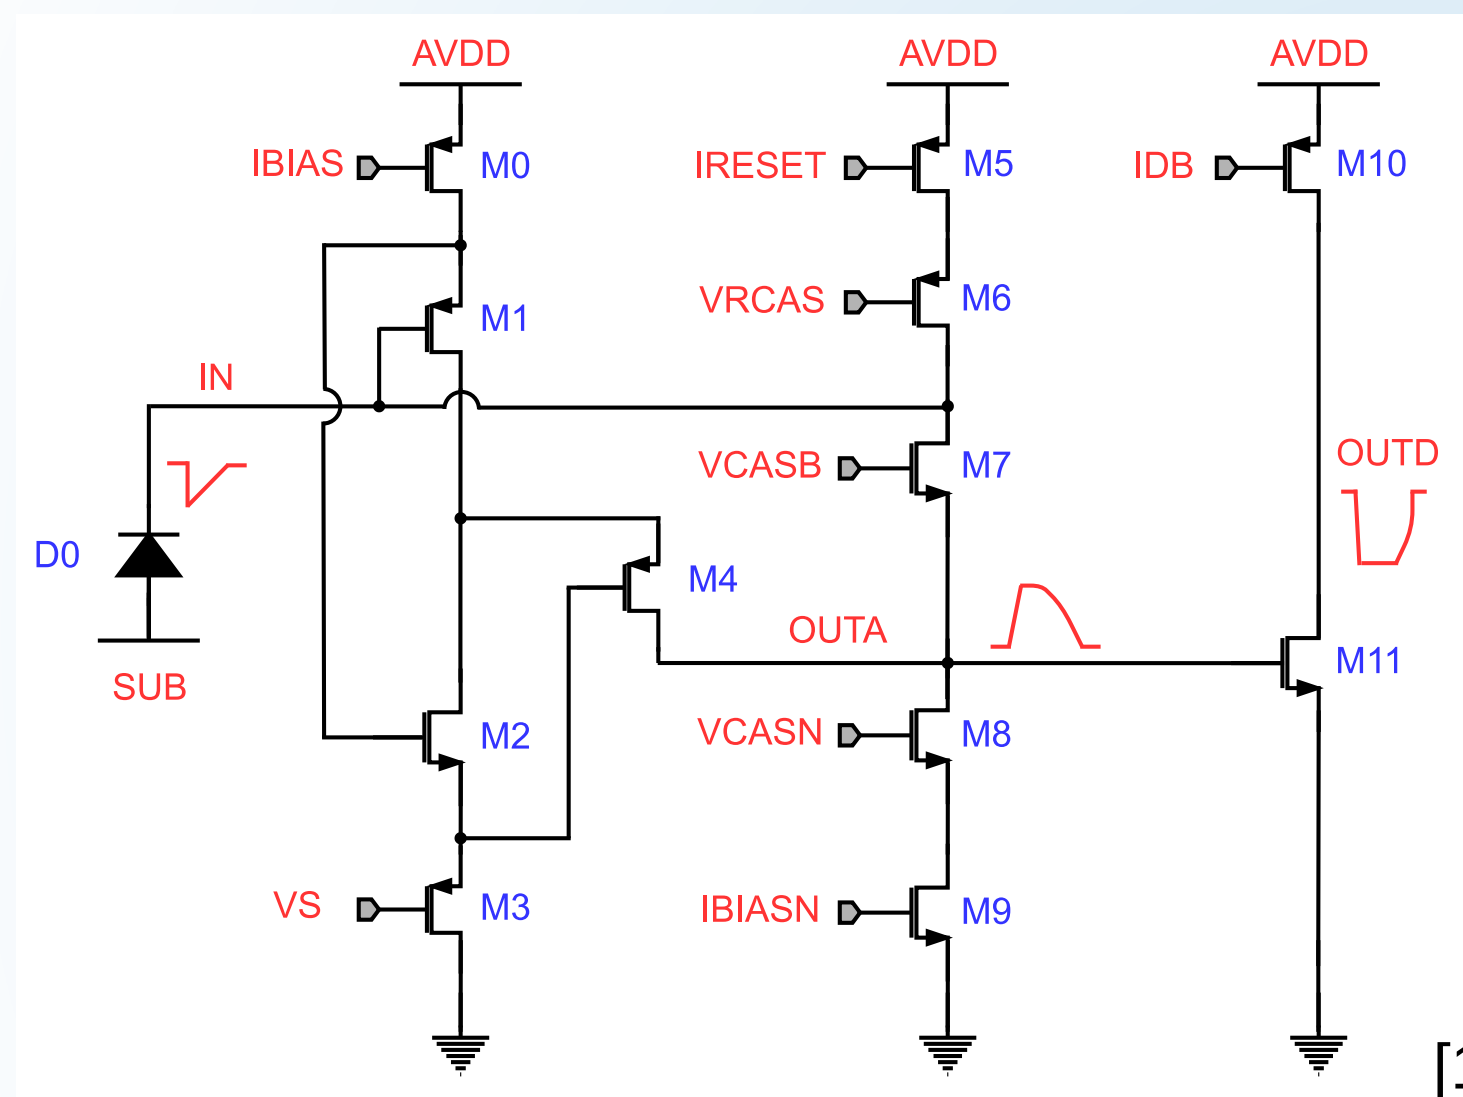 AVDD AVDD AVDD
IBIAS M0 IRESET M5 IDB M10
M1 VRCAS M6
IN
VCASB M7 OUTD
D0 M4
OUTA
SUB M11
M2 VCASN M8
VS M3 IBIASN M9
[1